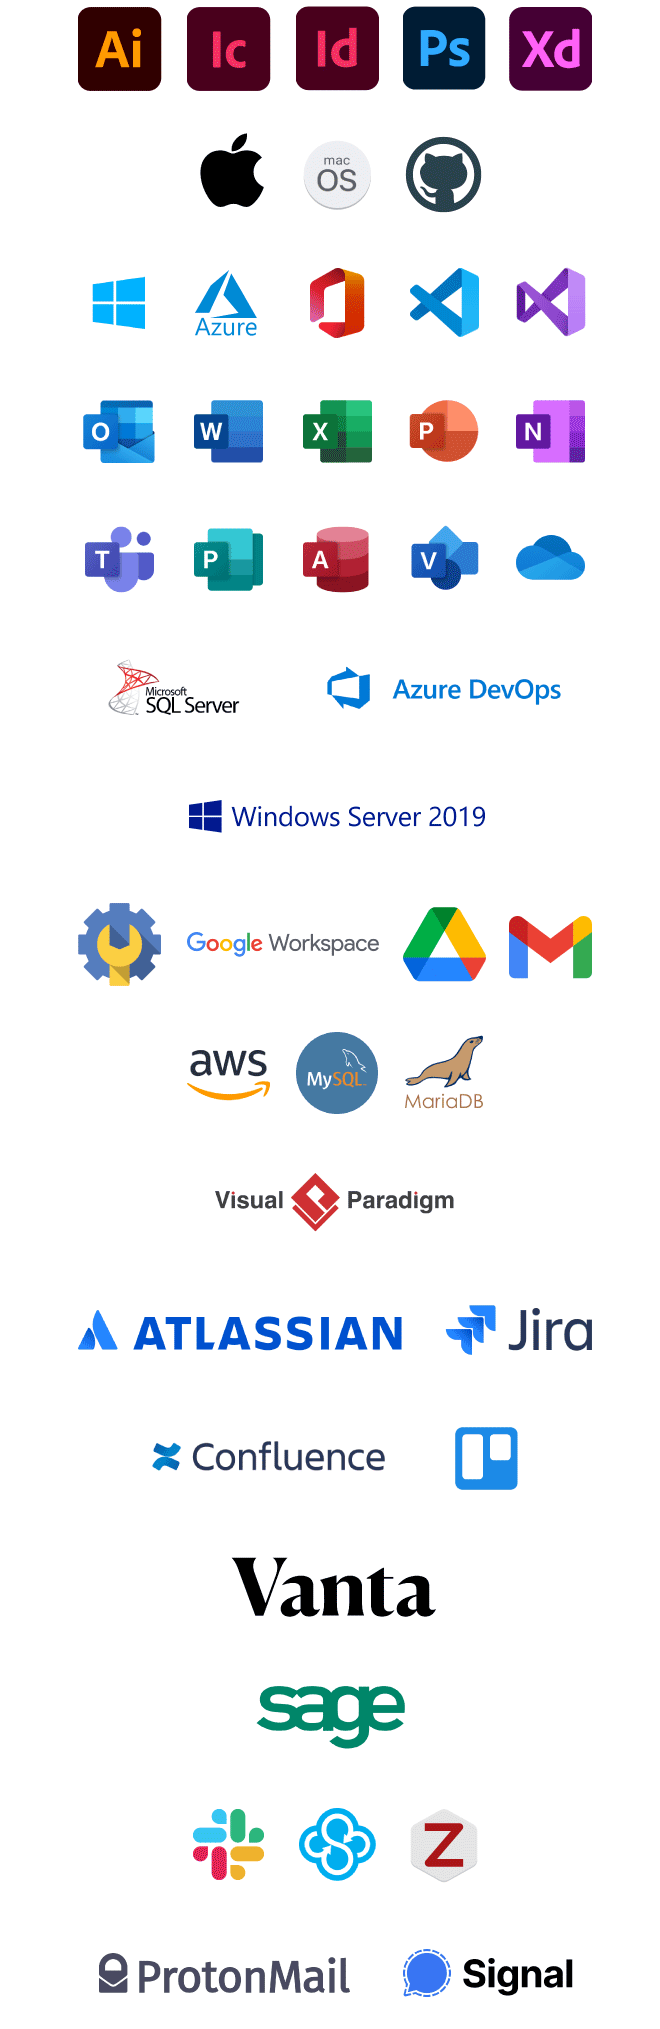 Ai Ic Id Ps Xd
mac
OS
Azure
O W X P N
T P A V
Microsoft
SQL Server
Azure DevOps
Windows Server 2019
Google Workspace
aws MySQL
MariaDB
Visual Paradigm
ATLASSIAN Jira
Confluence
Vanta
sage
S Z
ProtonMail Signal